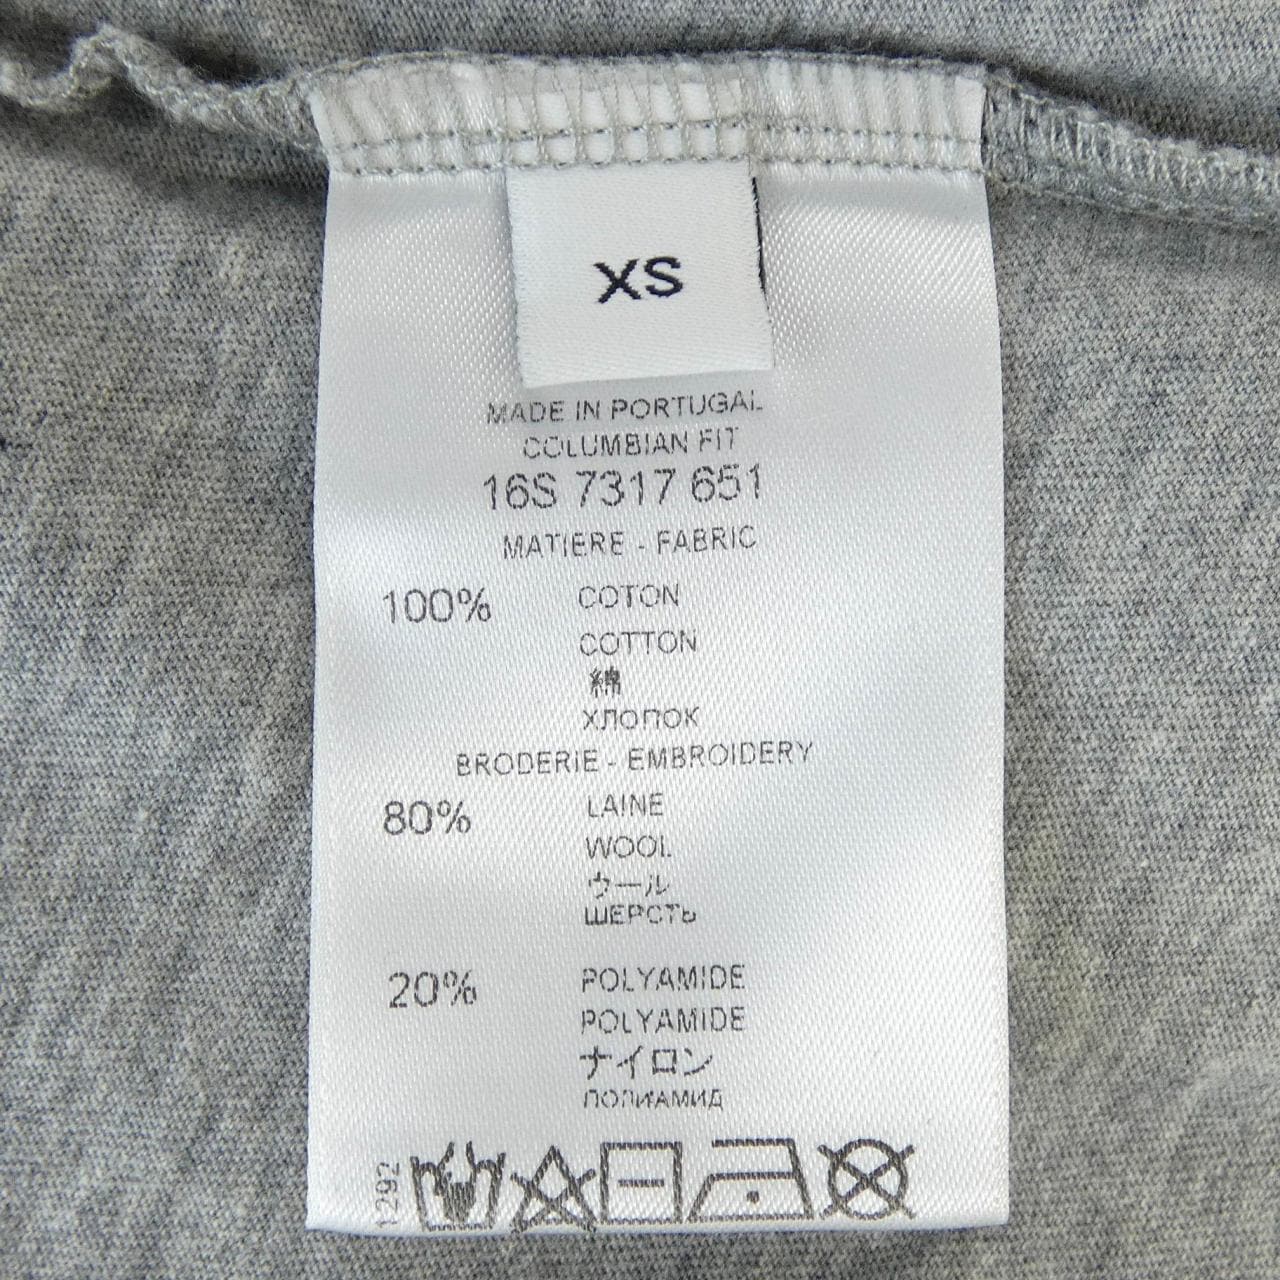 XS
MADE IN PORTUGAL
COLUMBIAN FIT
16S 7317 651
MATIERE - FABRIC
100% COTON
COTTON
綿
ХЛОПОК
BRODERIE - EMBROIDERY
80% LAINE
WOOL
ウール
ШЕРСТЬ
20% POLYAMIDE
POLYAMIDE
ナイロン
ПОЛИАМИД
1292